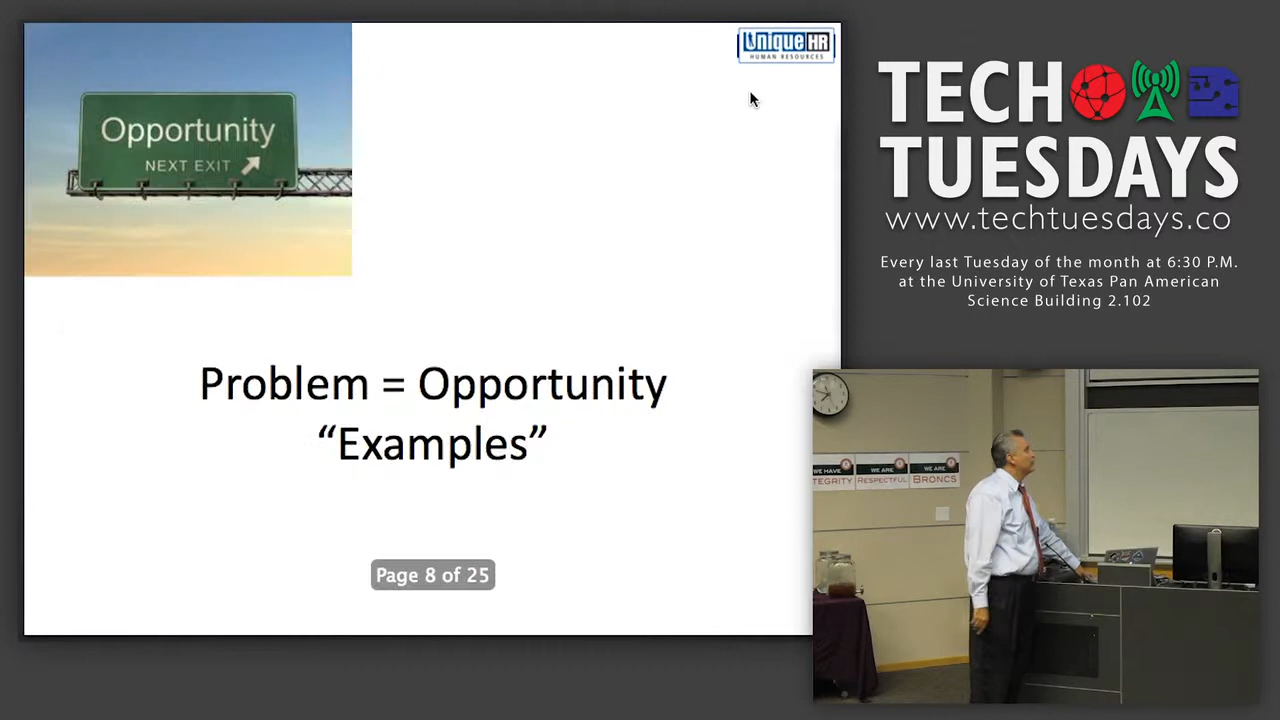 Opportunity
NEXT EXIT
Unique HR
HUMAN RESOURCES
Problem = Opportunity
“Examples”
Page 8 of 25
TECH
TUESDAYS
www.techtuesdays.co
Every last Tuesday of the month at 6:30 P.M.
at the University of Texas Pan American
Science Building 2.102
WE HAVE
TEGRITY
WE ARE
RESPECTFUL
WE ARE
BRONCS